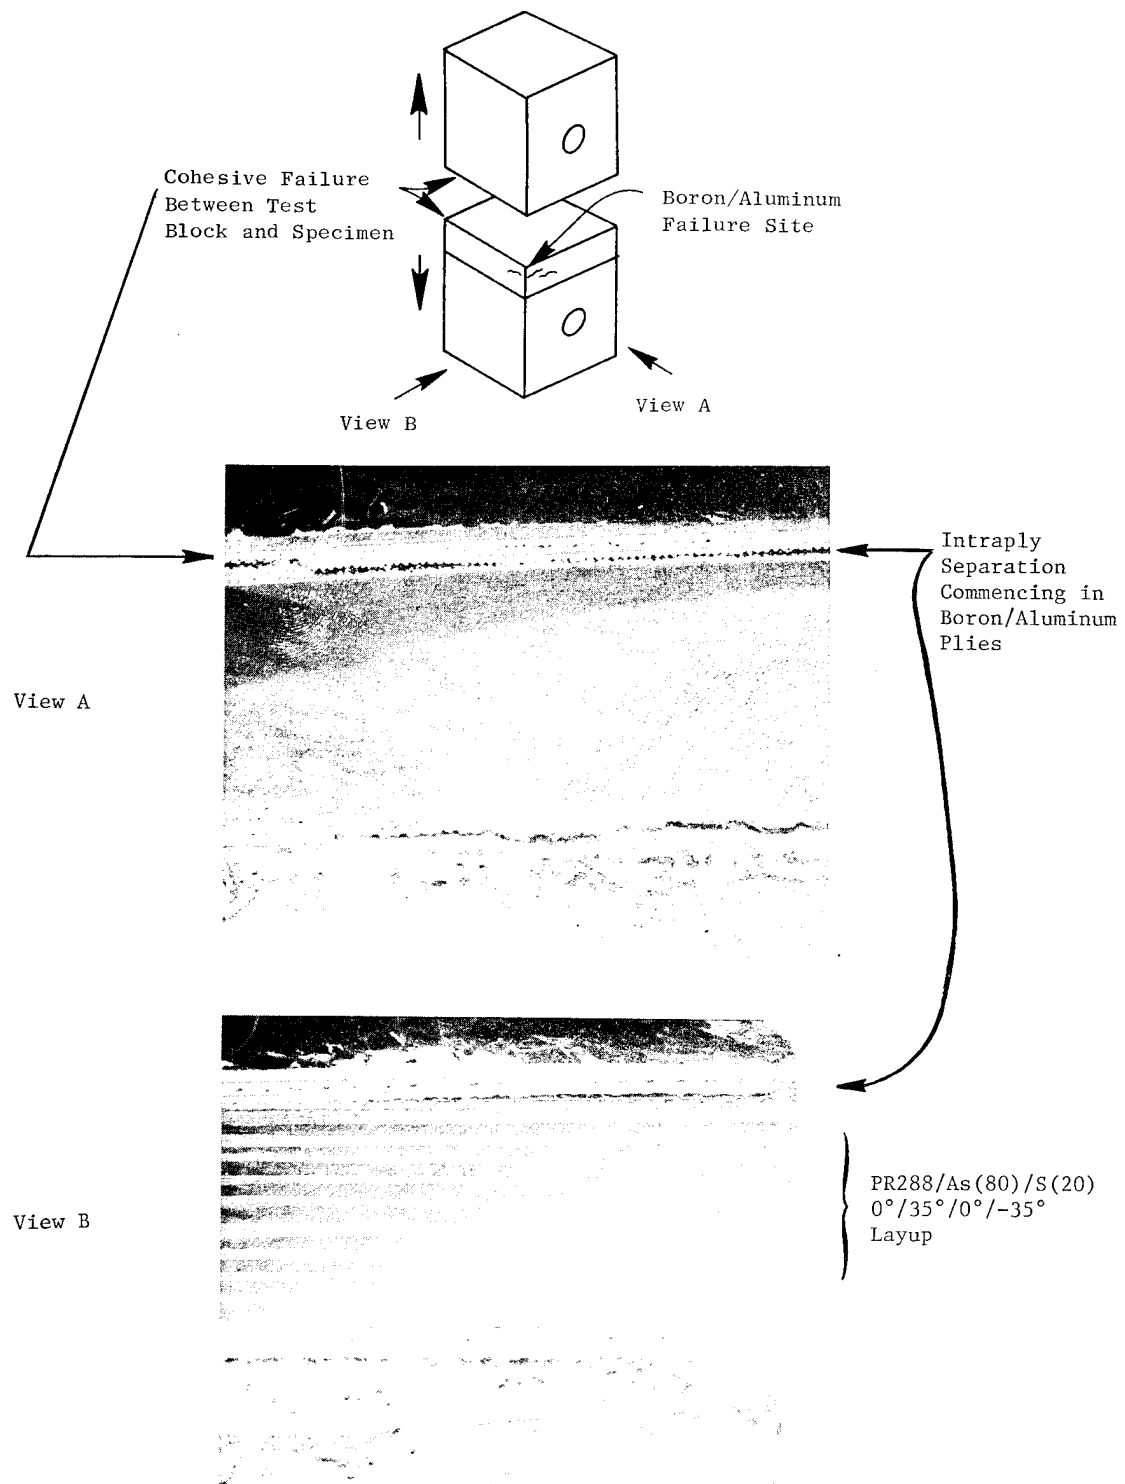 Cohesive Failure
Between Test
Block and Specimen
Boron/Aluminum
Failure Site
View B
View A
Intraply
Separation
Commencing in
Boron/Aluminum
Plies
View A
PR288/As(80)/S(20)
0°/35°/0°/-35°
Layup
View B